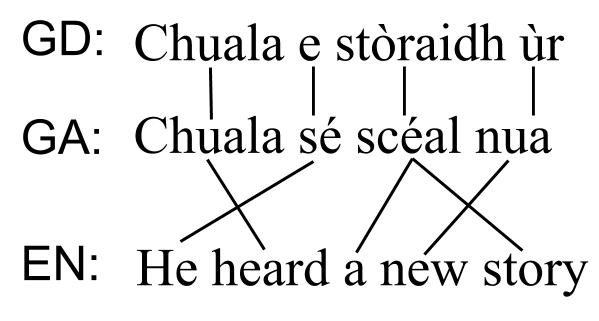 GD: Chuala e stòraidh ùr
GA: Chuala sé scéal nua
EN: He heard a new story